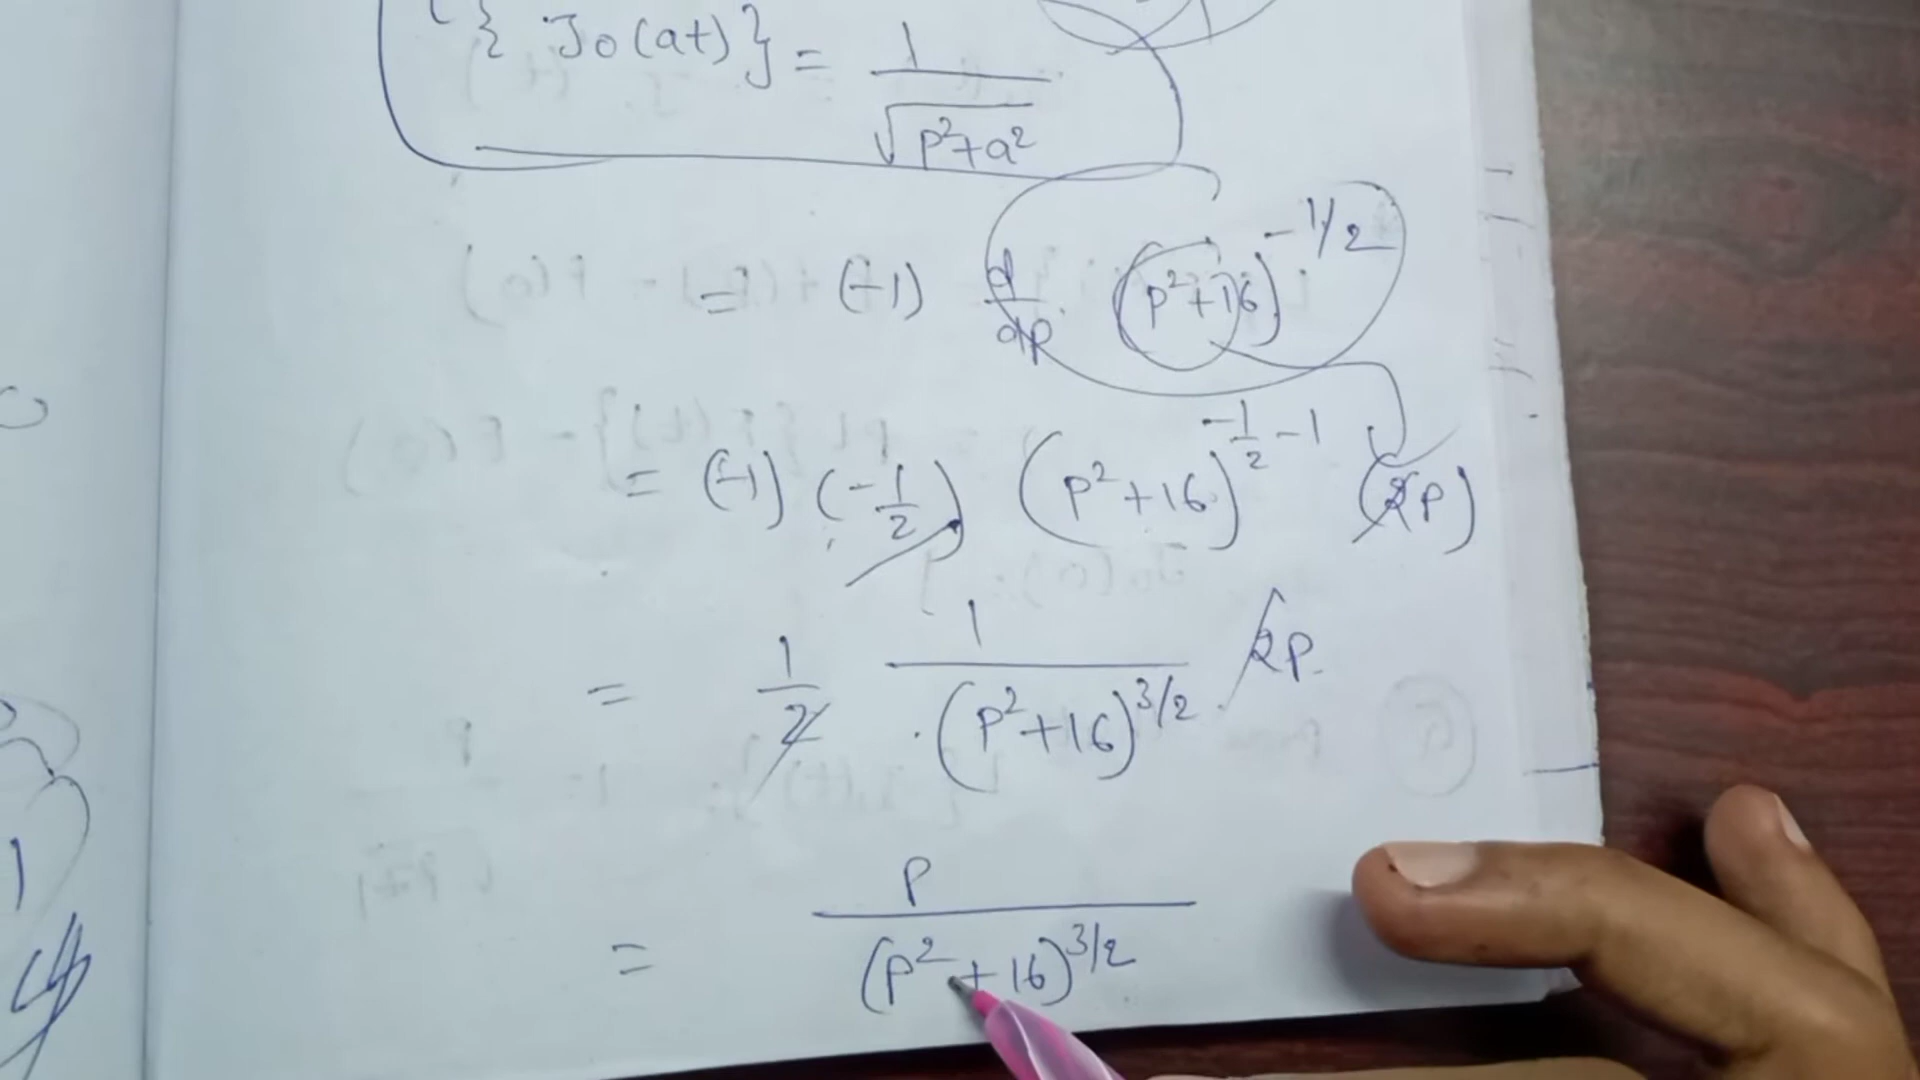 { J₀(at)} = 1/√(p²+a²)
= (-1) d/dp (p²+16)^(-1/2)
= (-1) (-1/2) (p²+16)^(-1/2-1) (2p)
= 1/2 · 1/(p²+16)^(3/2) · 2p
= p/(p²+16)^(3/2)